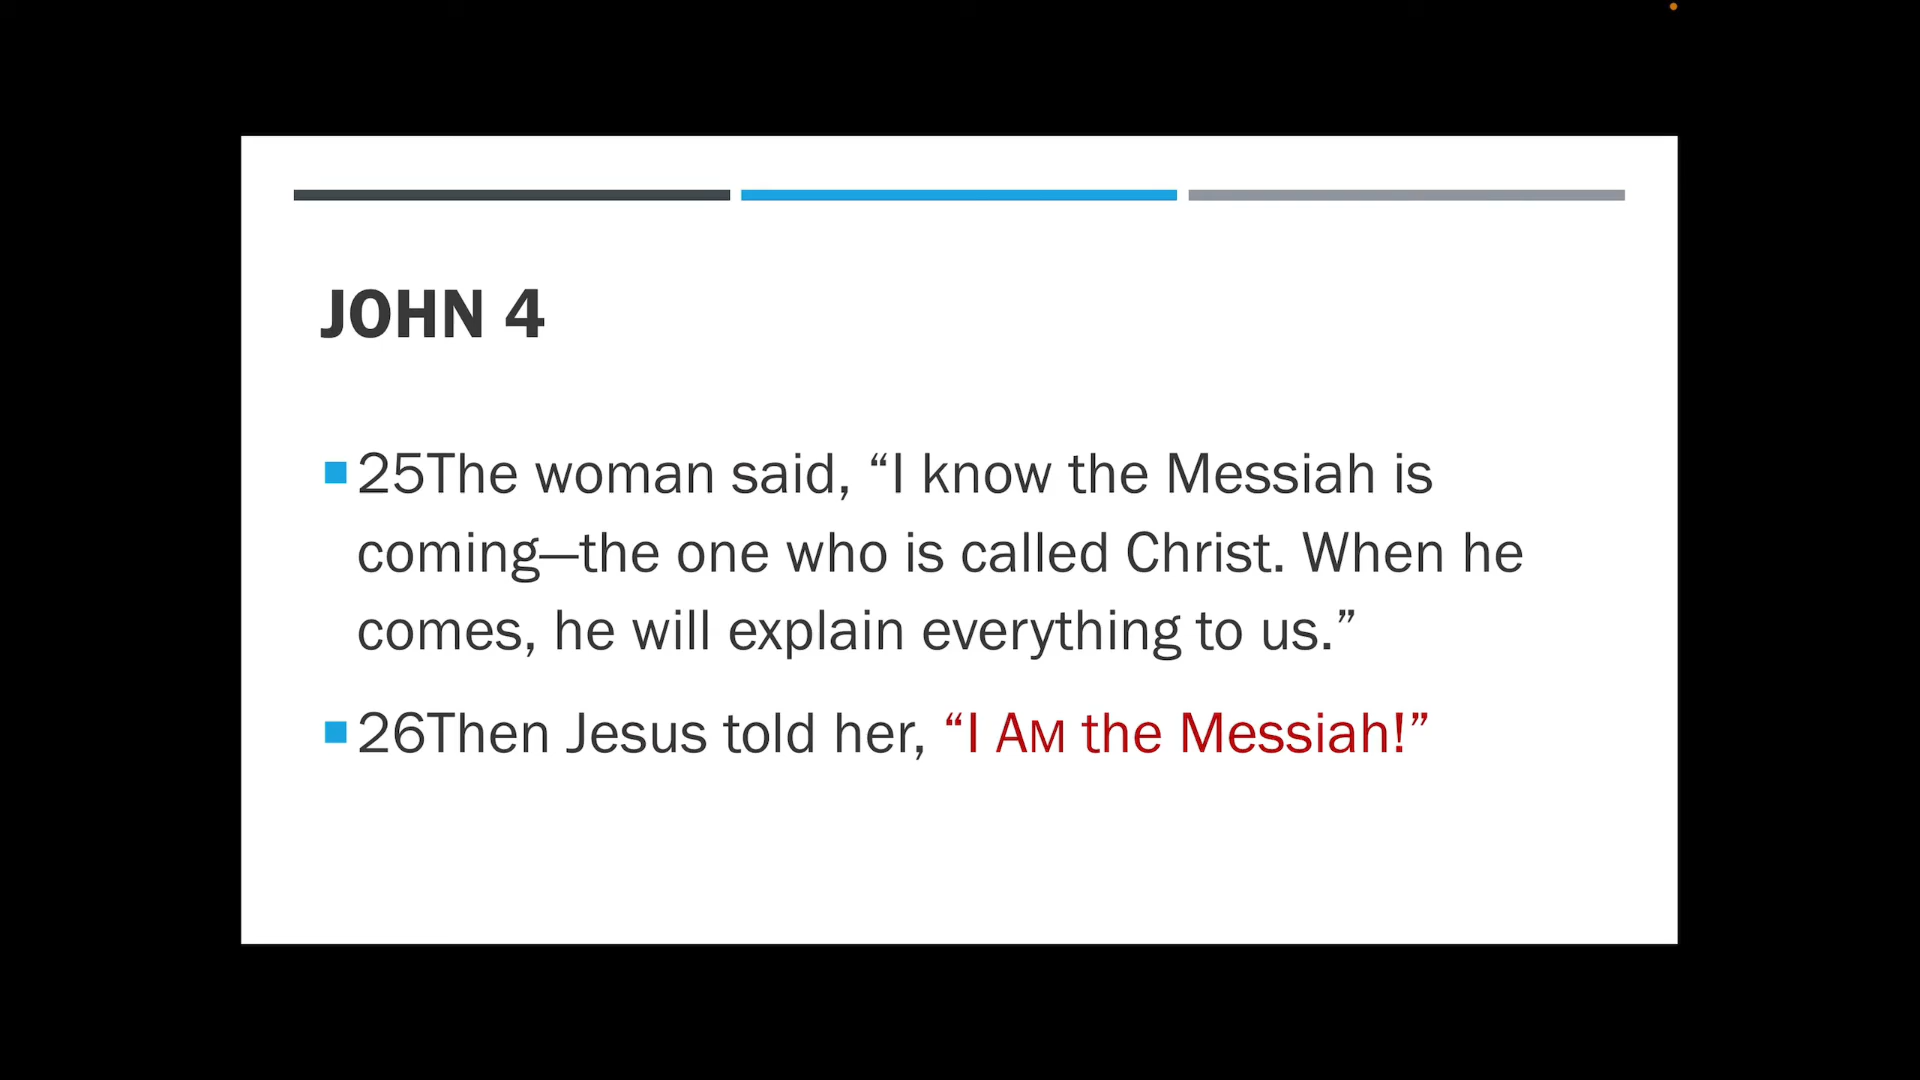 JOHN 4
25The woman said, “I know the Messiah is
coming—the one who is called Christ. When he
comes, he will explain everything to us.”
26Then Jesus told her, “I AM the Messiah!”